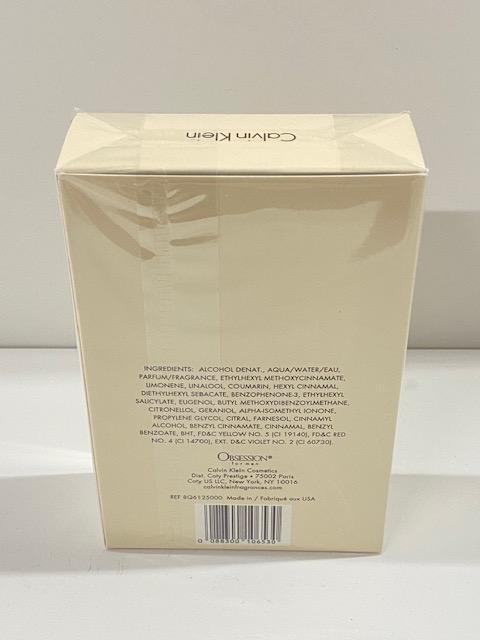 Calvin Klein
INGREDIENTS: ALCOHOL DENAT., AQUA/WATER/EAU,
PARFUM/FRAGRANCE, ETHYLHEXYL METHOXYCINNAMATE,
LIMONENE, LINALOOL, COUMARIN, HEXYL CINNAMAL,
DIETHYLHEXYL SEBACATE, BENZOPHENONE-3, ETHYLHEXYL
SALICYLATE, EUGENOL, BUTYL METHOXYDIBENZOYLMETHANE,
CITRONELLOL, GERANIOL, ALPHA-ISOMETHYL IONONE,
PROPYLENE GLYCOL, CITRAL, FARNESOL, CINNAMYL
ALCOHOL, BENZYL CINNAMATE, CINNAMAL, BENZYL
BENZOATE, BHT, FD&C YELLOW NO. 5 (CI 19140), FD&C RED
NO. 4 (CI 14700), EXT. D&C VIOLET NO. 2 (CI 60730).
OBSESSION®
for men
Calvin Klein Cosmetics
Dist. Coty Prestige • 75002 Paris
Coty US LLC, New York, NY 10016
calvinkleinfragrances.com
REF 8Q6125000 Made in / Fabriqué aux USA
0 088300 106530